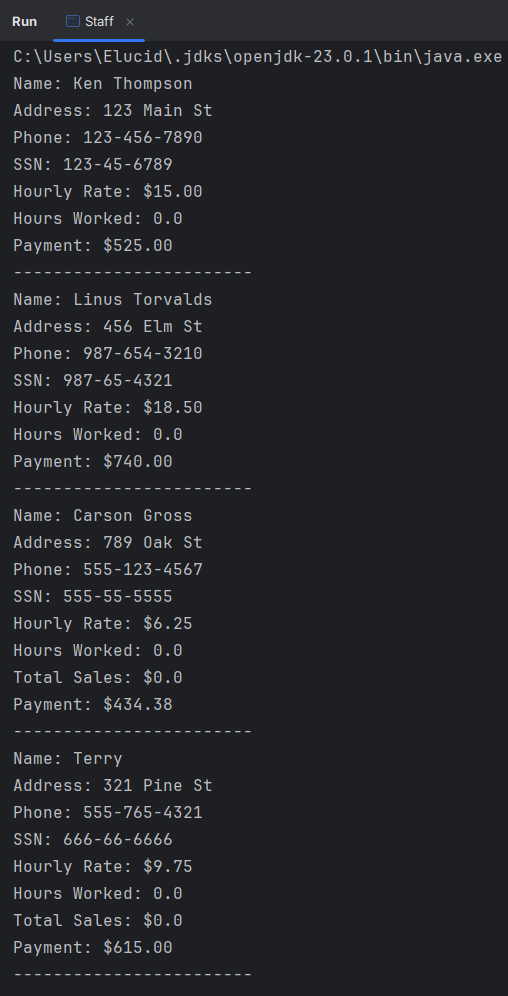 Run Staff ×
C:\Users\Elucid\.jdks\openjdk-23.0.1\bin\java.exe
Name: Ken Thompson
Address: 123 Main St
Phone: 123-456-7890
SSN: 123-45-6789
Hourly Rate: $15.00
Hours Worked: 0.0
Payment: $525.00
------------------------
Name: Linus Torvalds
Address: 456 Elm St
Phone: 987-654-3210
SSN: 987-65-4321
Hourly Rate: $18.50
Hours Worked: 0.0
Payment: $740.00
------------------------
Name: Carson Gross
Address: 789 Oak St
Phone: 555-123-4567
SSN: 555-55-5555
Hourly Rate: $6.25
Hours Worked: 0.0
Total Sales: $0.0
Payment: $434.38
------------------------
Name: Terry
Address: 321 Pine St
Phone: 555-765-4321
SSN: 666-66-6666
Hourly Rate: $9.75
Hours Worked: 0.0
Total Sales: $0.0
Payment: $615.00
------------------------